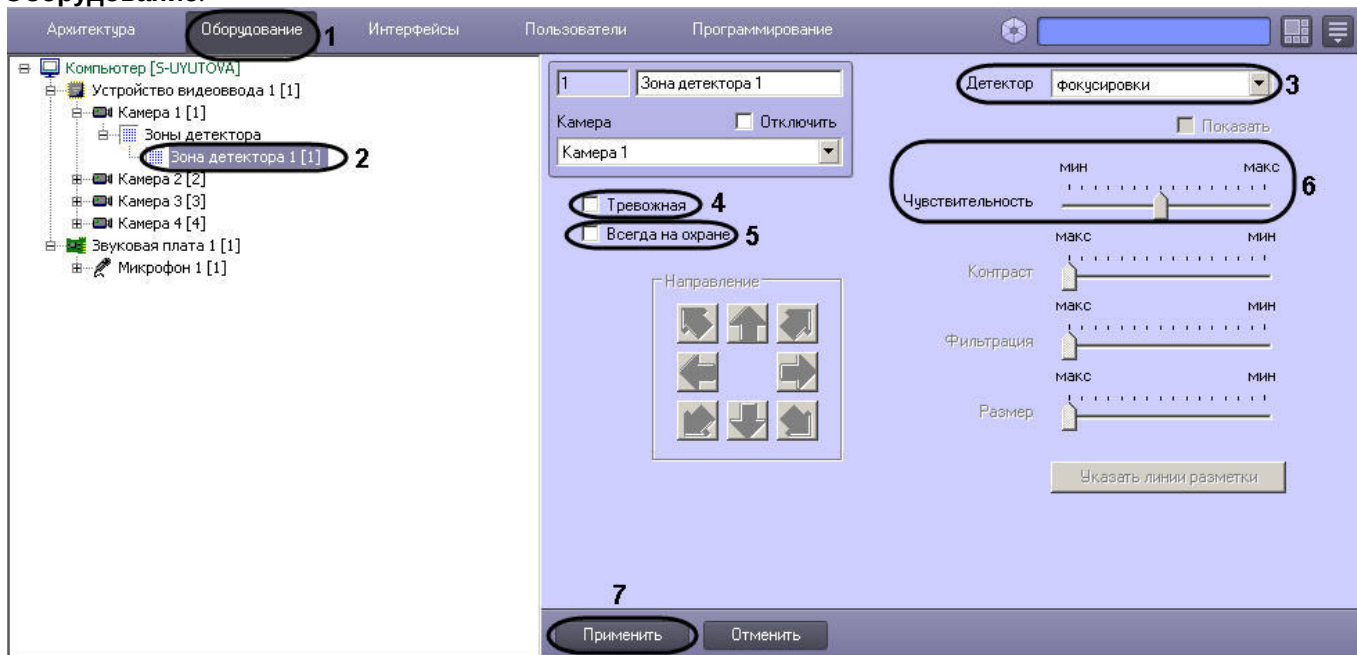 Оборудование.
Архитектура Оборудование 1 Интерфейсы Пользователи Программирование
Компьютер [S-UYUTOVA]
Устройство видеоввода 1 [1]
Камера 1 [1]
Зоны детектора
Зона детектора 1 [1] 2
Камера 2 [2]
Камера 3 [3]
Камера 4 [4]
Звуковая плата 1 [1]
Микрофон 1 [1]
1 Зона детектора 1
Камера Отключить
Камера 1
Тревожная 4
Всегда на охране 5
Направление
Детектор фокусировки 3
Показать
мин макс
Чувствительность 6
макс мин
Контраст
макс мин
Фильтрация
макс мин
Размер
Указать линии разметки
7
Применить Отменить